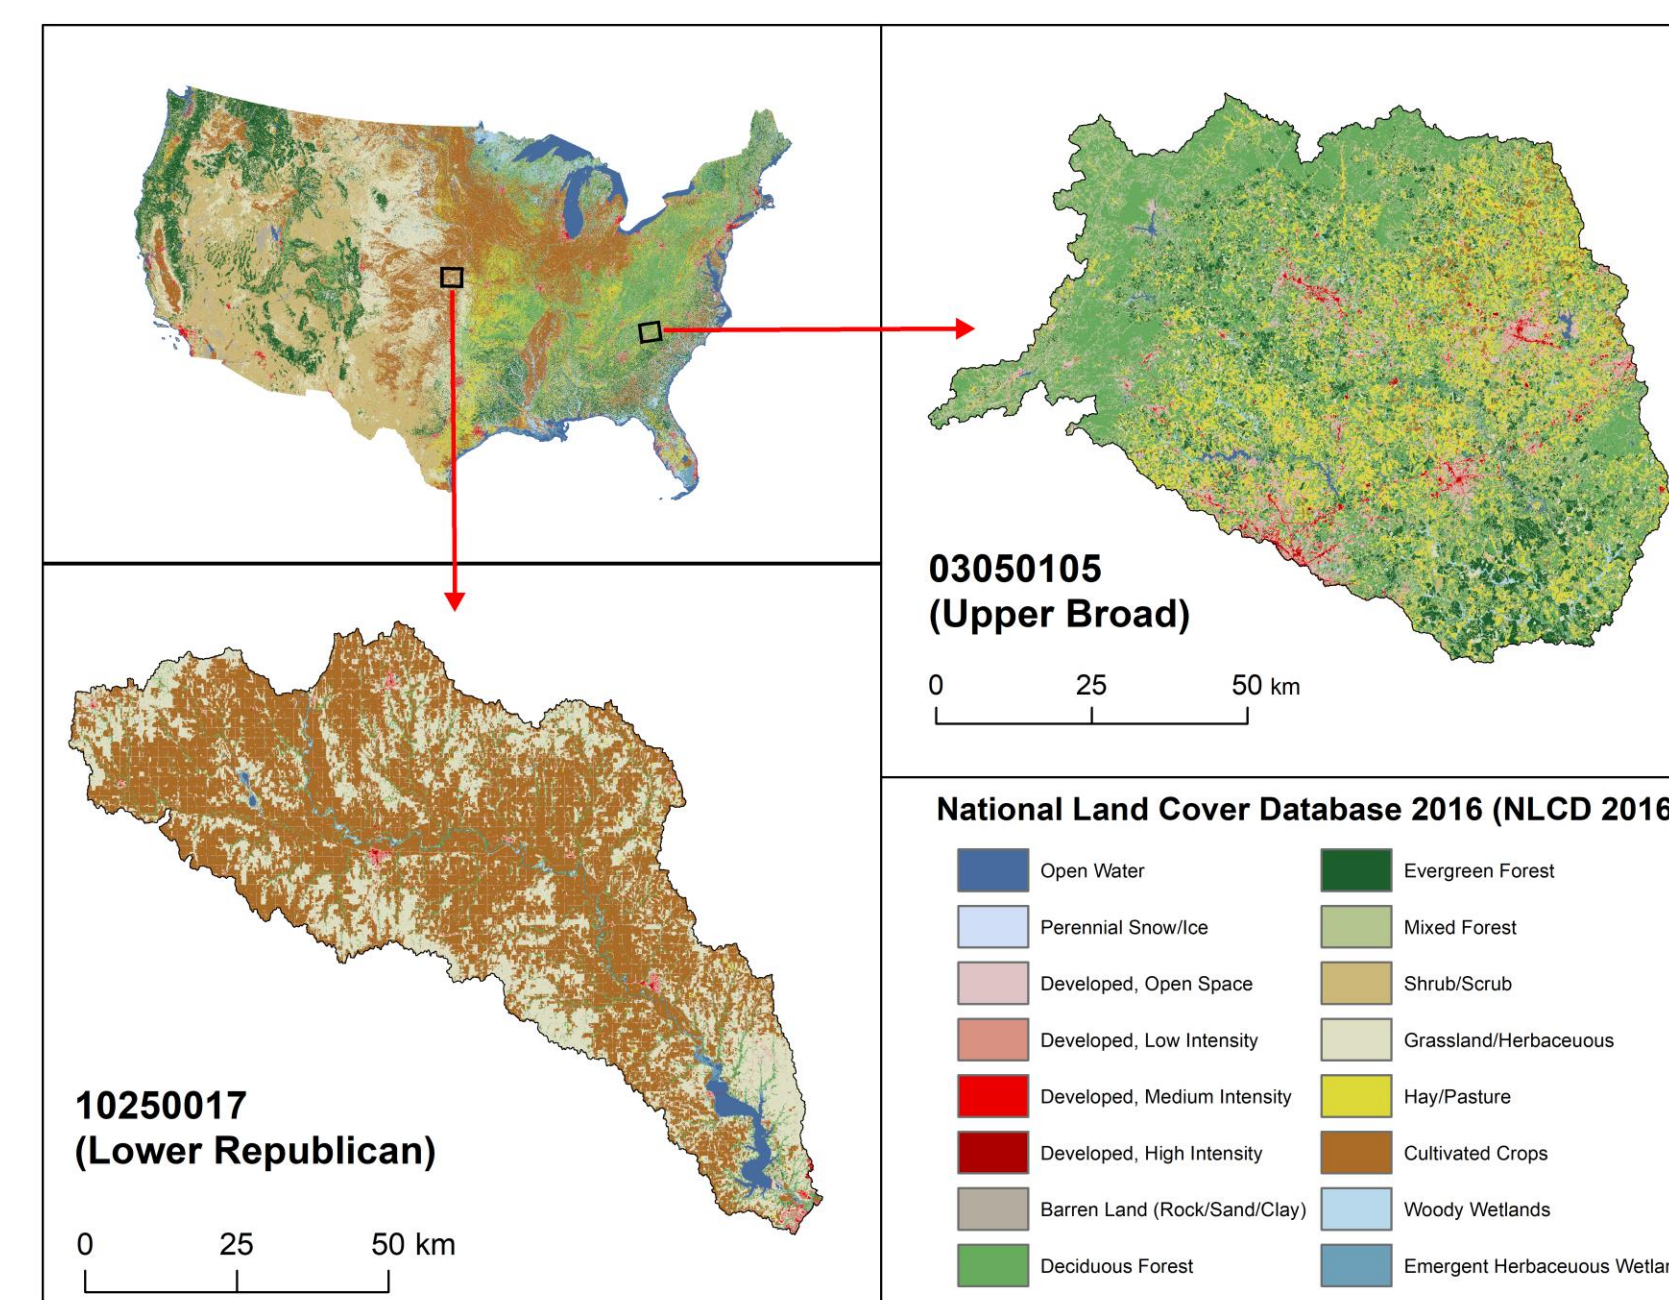 03050105
(Upper Broad)
0 25 50 km
10250017
(Lower Republican)
0 25 50 km
National Land Cover Database 2016 (NLCD 2016
Open Water
Perennial Snow/Ice
Developed, Open Space
Developed, Low Intensity
Developed, Medium Intensity
Developed, High Intensity
Barren Land (Rock/Sand/Clay)
Deciduous Forest
Evergreen Forest
Mixed Forest
Shrub/Scrub
Grassland/Herbaceuous
Hay/Pasture
Cultivated Crops
Woody Wetlands
Emergent Herbaceuous Wetlan